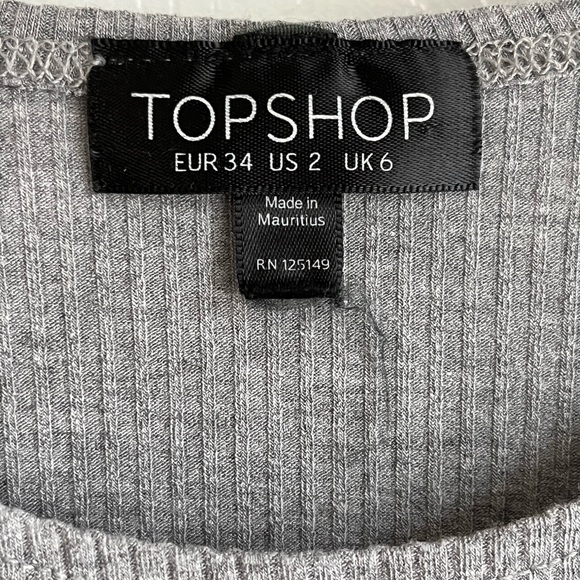 TOPSHOP
EUR 34 US 2 UK 6
Made in
Mauritius
RN 125149